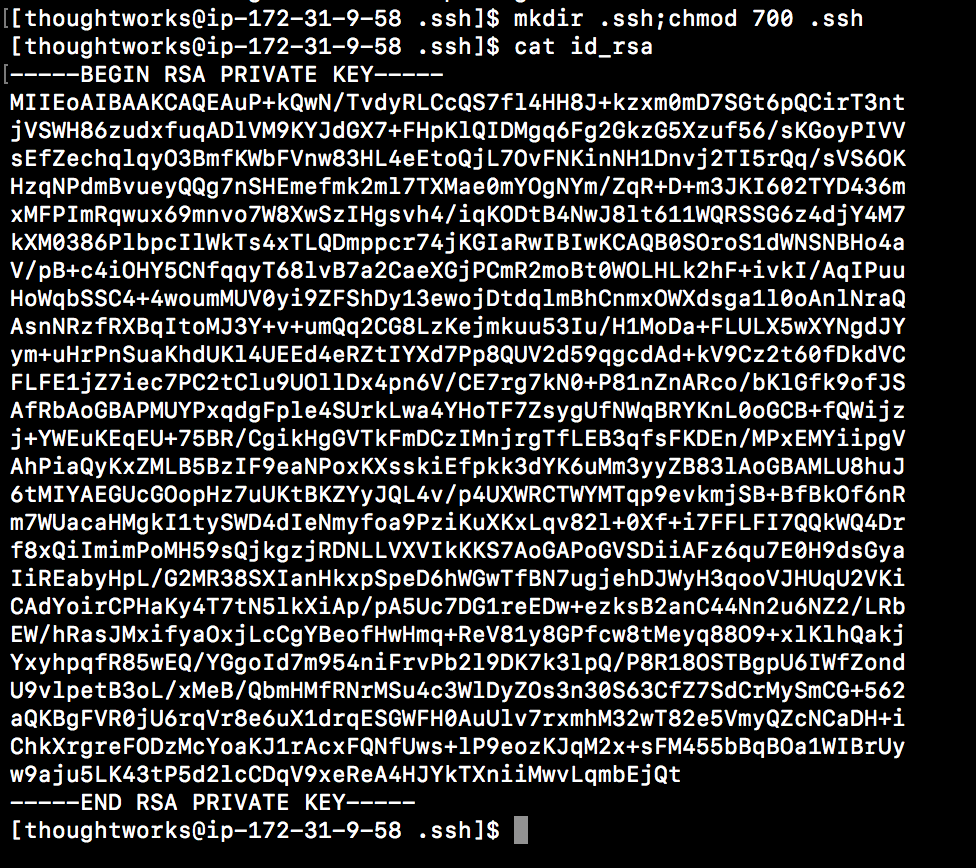 [[thoughtworks@ip-172-31-9-58 .ssh]$ mkdir .ssh;chmod 700 .ssh
[thoughtworks@ip-172-31-9-58 .ssh]$ cat id_rsa
[-----BEGIN RSA PRIVATE KEY-----
MIIEoAIBAAKCAQEAuP+kQwN/TvdyRLCcQS7fl4HH8J+kzxm0mD7SGt6pQCirT3nt
jVSWH86zudxfuqADlVM9KYJdGX7+FHpKlQIDMgq6Fg2GkzG5Xzuf56/sKGoyPIVV
sEfZechqlqyO3BmfKWbFVnw83HL4eEtoQjL7OvFNKinNH1Dnvj2TI5rQq/sVS6OK
HzqNPdmBvueyQQg7nSHEmefmk2ml7TXMae0mYOgNYm/ZqR+D+m3JKI602TYD436m
xMFPImRqwux69mnvo7W8XwSzIHgsvh4/iqKODtB4NwJ8lt611WQRSSG6z4djY4M7
kXM0386PlbpcIlWkTs4xTLQDmppcr74jKGIaRwIBIwKCAQB0SOroS1dWNSNBHo4a
V/pB+c4iOHY5CNfqqyT68lvB7a2CaeXGjPCmR2moBt0WOLHLk2hF+ivkI/AqIPuu
HoWqbSSC4+4woumMUV0yi9ZFShDy13ewojDtdqlmBhCnmxOWXdsga1l0oAnlNraQ
AsnNRzfRXBqItoMJ3Y+v+umQq2CG8LzKejmkuu53Iu/H1MoDa+FLULX5wXYNgdJY
ym+uHrPnSuaKhdUKl4UEEd4eRZtIYXd7Pp8QUV2d59qgcdAd+kV9Cz2t60fDkdVC
FLFE1jZ7iec7PC2tClu9UOllDx4pn6V/CE7rg7kN0+P81nZnARco/bKlGfk9ofJS
AfRbAoGBAPMUYPxqdgFple4SUrkLwa4YHoTF7ZsygUfNWqBRYKnL0oGCB+fQWijz
j+YWEuKEqEU+75BR/CgikHgGVTkFmDCzIMnjrgTfLEB3qfsFKDEn/MPxEMYiipgV
AhPiaQyKxZMLB5BzIF9eaNPoxKXsskiEfpkk3dYK6uMm3yyZB83lAoGBAMLU8huJ
6tMIYAEGUcGOopHz7uUKtBKZYyJQL4v/p4UXWRCTWYMTqp9evkmjSB+BfBkOf6nR
m7WUacaHMgkI1tySWD4dIeNmyfoa9PziKuXKxLqv82l+0Xf+i7FFLFI7QQkWQ4Dr
f8xQiImimPoMH59sQjkgzjRDNLLVXVIkKKS7AoGAPoGVSDiiAFz6qu7E0H9dsGya
IiREabyHpL/G2MR38SXIanHkxpSpeD6hWGwTfBN7ugjehDJWyH3qooVJHUqU2VKi
CAdYoirCPHaKy4T7tN5lkXiAp/pA5Uc7DG1reEDw+ezksB2anC44Nn2u6NZ2/LRb
EW/hRasJMxifyaOxjLcCgYBeofHwHmq+ReV81y8GPfcw8tMeyq88O9+xlKlhQakj
YxyhpqfR85wEQ/YGgoId7m954niFrvPb2l9DK7k3lpQ/P8R18OSTBgpU6IWfZond
U9vlpetB3oL/xMeB/QbmHMfRNrMSu4c3WlDyZOs3n30S63CfZ7SdCrMySmCG+562
aQKBgFVR0jU6rqVr8e6uX1drqESGWFH0AuUlv7rxmhM32wT82e5VmyQZcNCaDH+i
ChkXrgreFODzMcYoaKJ1rAcxFQNfUws+lP9eozKJqM2x+sFM455bBqBOa1WIBrUy
w9aju5LK43tP5d2lcCDqV9xeReA4HJYkTXniiMwvLqmbEjQt
-----END RSA PRIVATE KEY-----
[thoughtworks@ip-172-31-9-58 .ssh]$